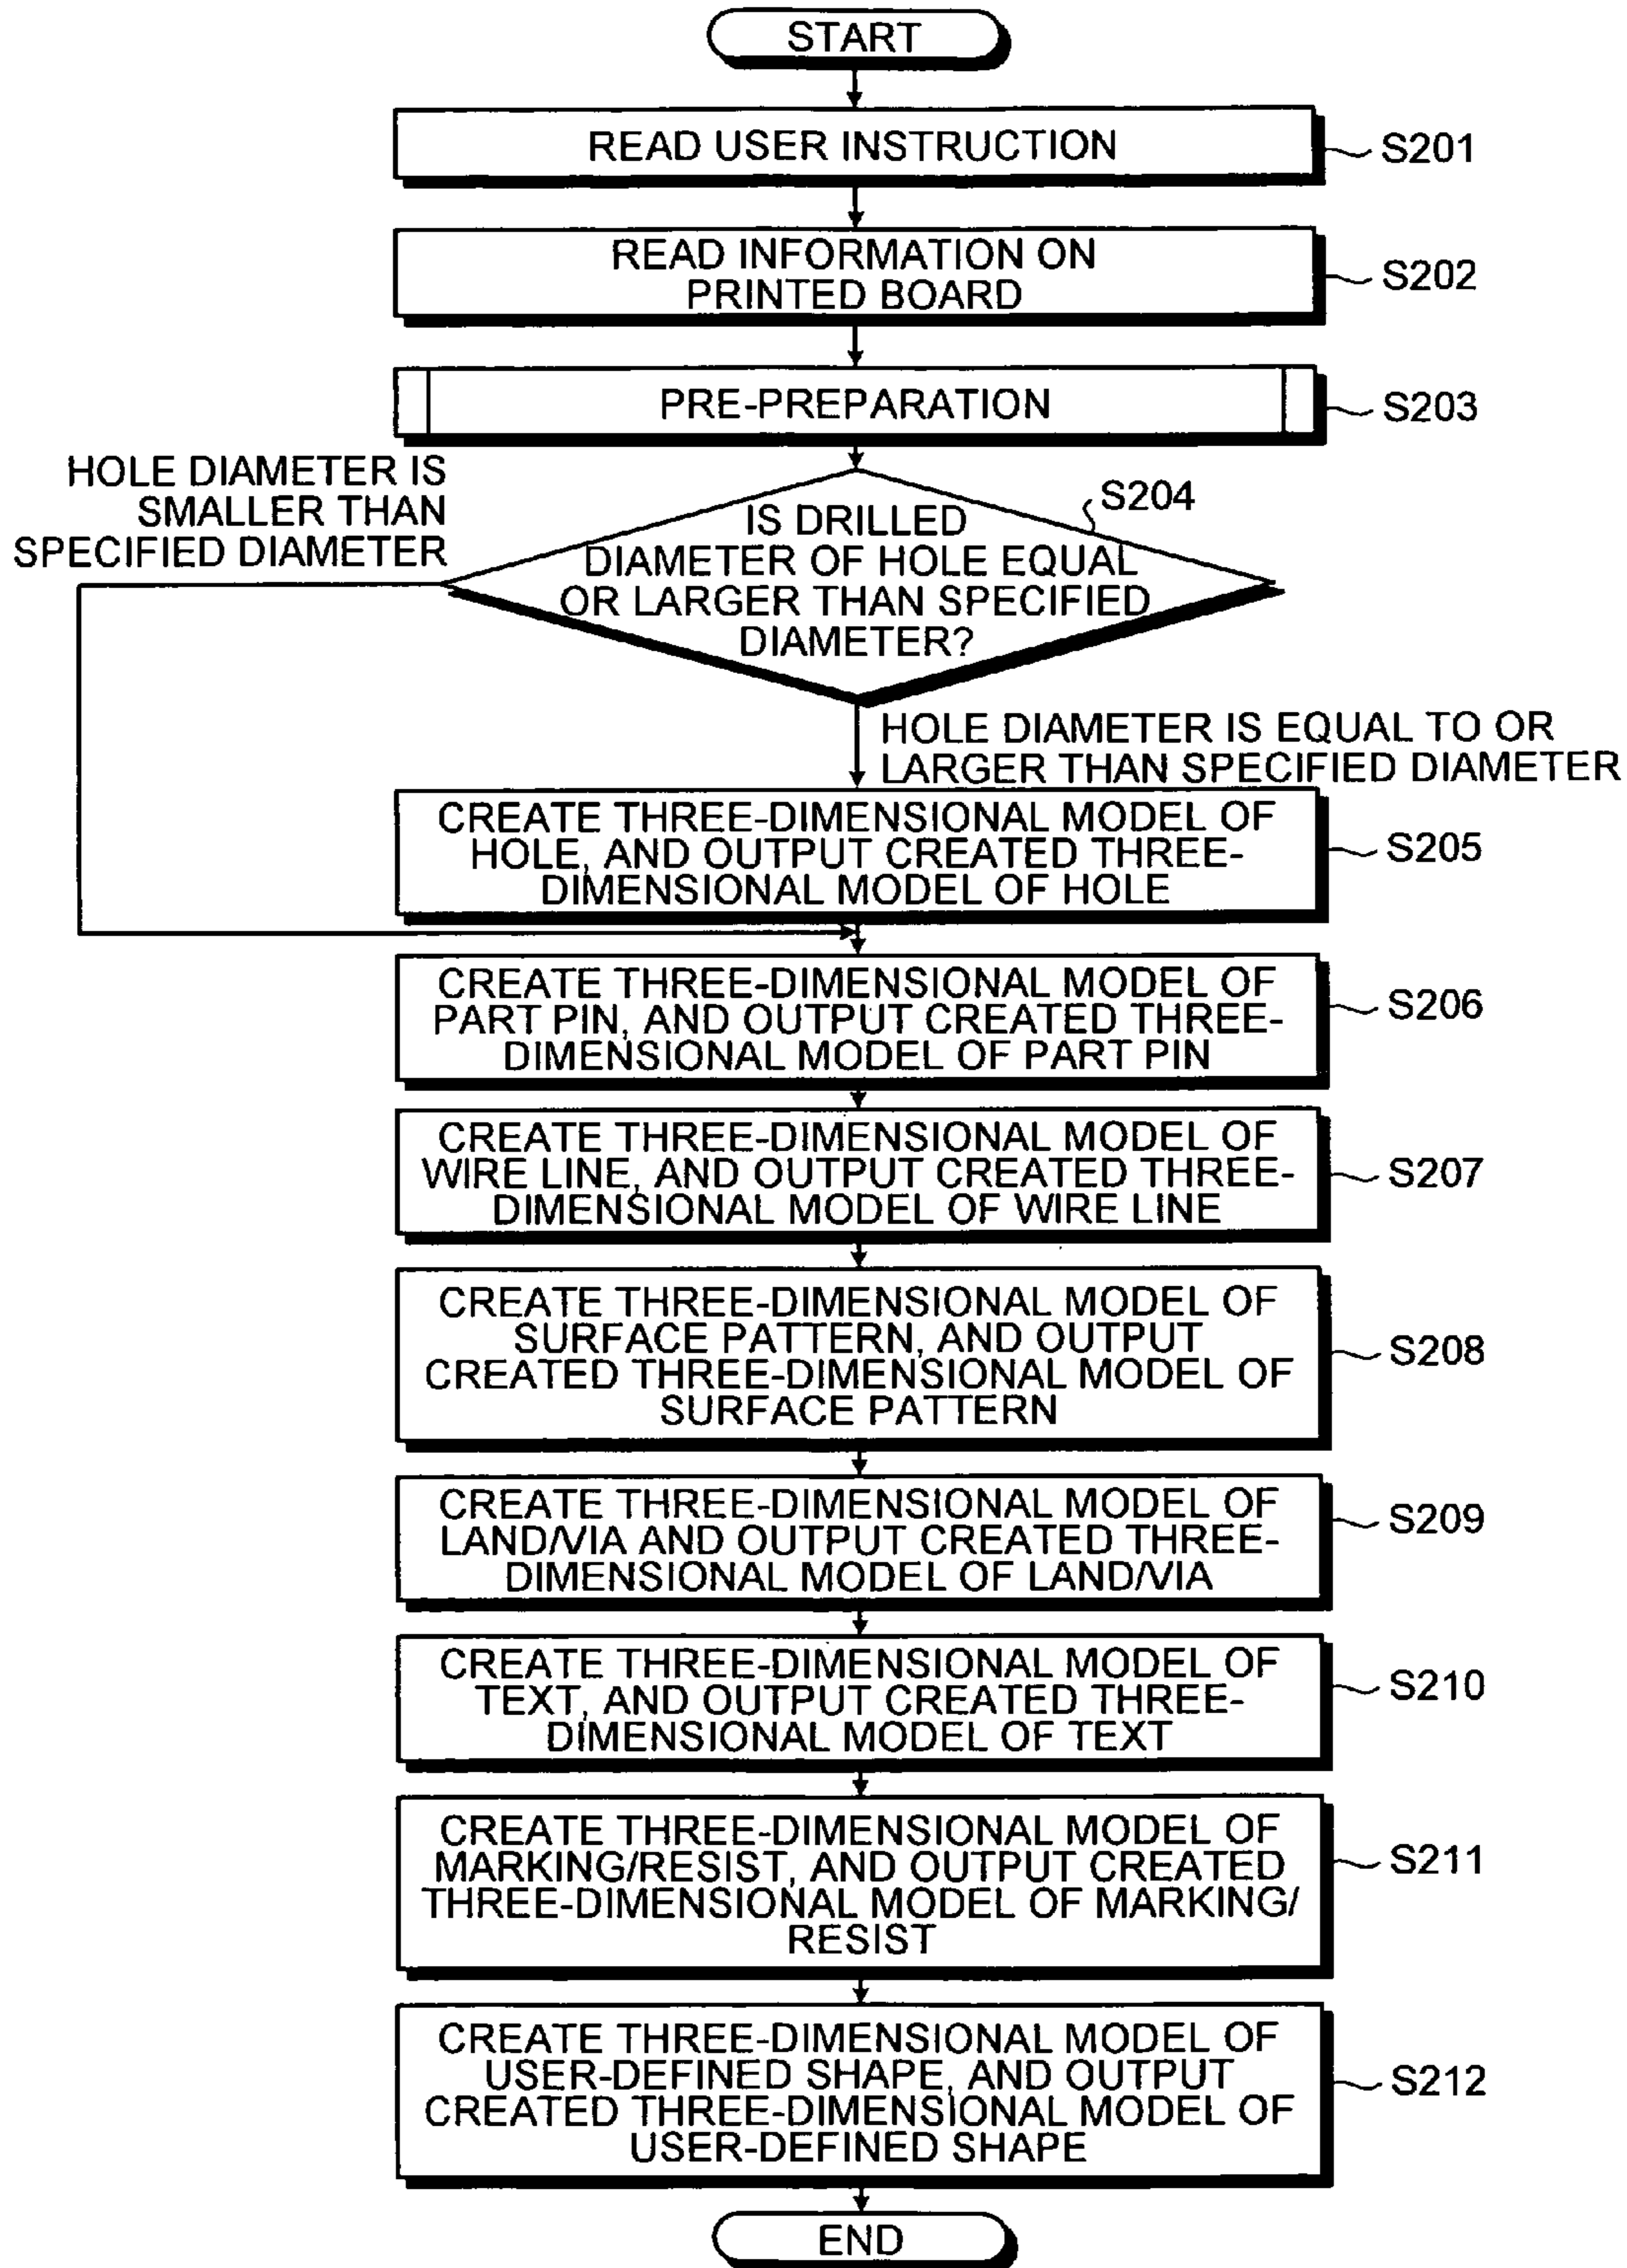 START
READ USER INSTRUCTION
S201
READ INFORMATION ON
PRINTED BOARD
S202
PRE-PREPARATION
S203
HOLE DIAMETER IS
SMALLER THAN
SPECIFIED DIAMETER
S204
IS DRILLED
DIAMETER OF HOLE EQUAL
OR LARGER THAN SPECIFIED
DIAMETER?
HOLE DIAMETER IS EQUAL TO OR
LARGER THAN SPECIFIED DIAMETER
CREATE THREE-DIMENSIONAL MODEL OF
HOLE, AND OUTPUT CREATED THREE-
DIMENSIONAL MODEL OF HOLE
S205
CREATE THREE-DIMENSIONAL MODEL OF
PART PIN, AND OUTPUT CREATED THREE-
DIMENSIONAL MODEL OF PART PIN
S206
CREATE THREE-DIMENSIONAL MODEL OF
WIRE LINE, AND OUTPUT CREATED THREE-
DIMENSIONAL MODEL OF WIRE LINE
S207
CREATE THREE-DIMENSIONAL MODEL OF
SURFACE PATTERN, AND OUTPUT
CREATED THREE-DIMENSIONAL MODEL OF
SURFACE PATTERN
S208
CREATE THREE-DIMENSIONAL MODEL OF
LAND/VIA AND OUTPUT CREATED THREE-
DIMENSIONAL MODEL OF LAND/VIA
S209
CREATE THREE-DIMENSIONAL MODEL OF
TEXT, AND OUTPUT CREATED THREE-
DIMENSIONAL MODEL OF TEXT
S210
CREATE THREE-DIMENSIONAL MODEL OF
MARKING/RESIST, AND OUTPUT CREATED
THREE-DIMENSIONAL MODEL OF MARKING/
RESIST
S211
CREATE THREE-DIMENSIONAL MODEL OF
USER-DEFINED SHAPE, AND OUTPUT
CREATED THREE-DIMENSIONAL MODEL OF
USER-DEFINED SHAPE
S212
END